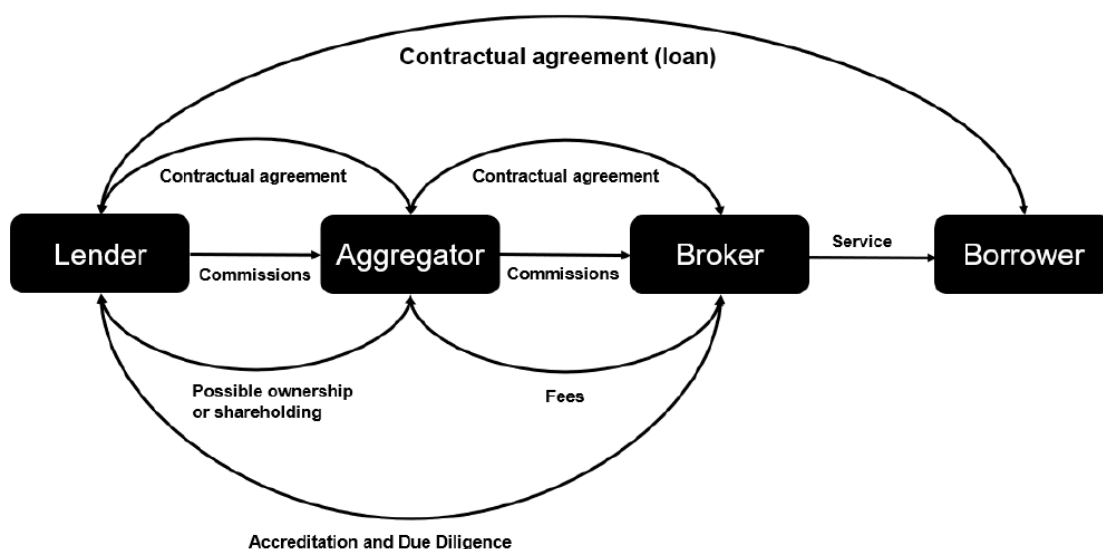 Contractual agreement (loan)
Contractual agreement
Contractual agreement
Lender
Aggregator
Broker
Borrower
Commissions
Commissions
Service
Possible ownership
or shareholding
Fees
Accreditation and Due Diligence